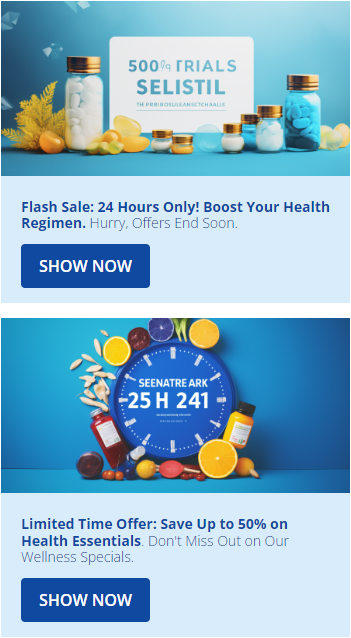 500 TRIALS
SELISTIL
Flash Sale: 24 Hours Only! Boost Your Health
Regimen. Hurry, Offers End Soon.
SHOW NOW
SEENATRE ARK
25 H 241
Limited Time Offer: Save Up to 50% on
Health Essentials. Don't Miss Out on Our
Wellness Specials.
SHOW NOW